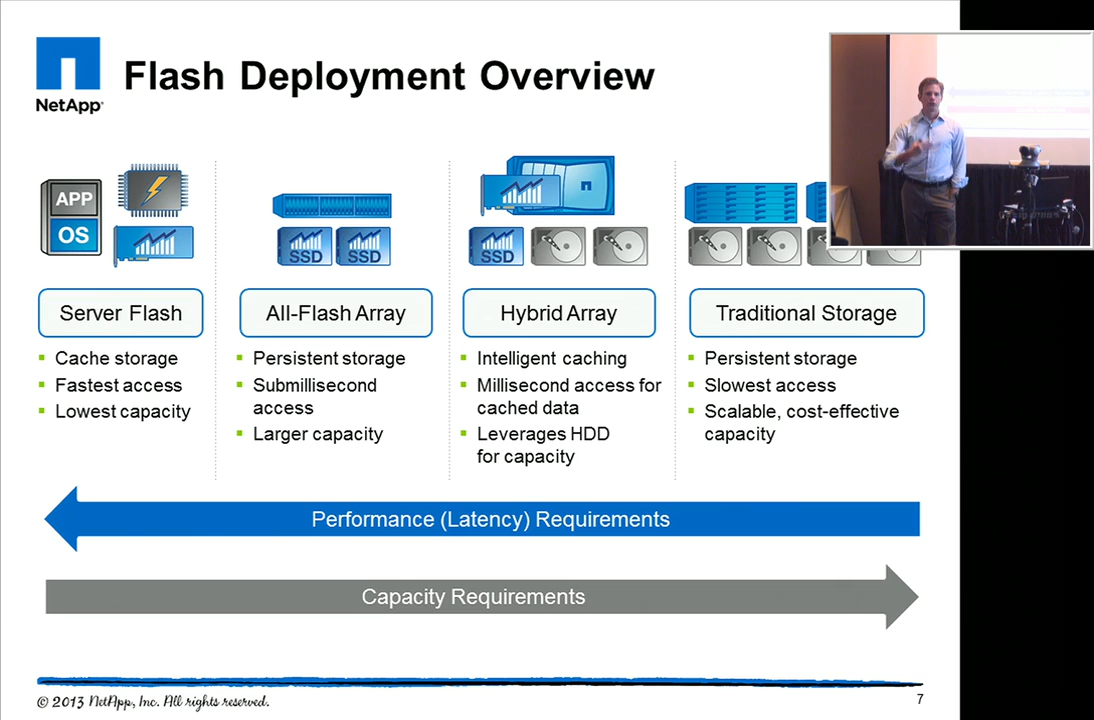 NetApp
Flash Deployment Overview
APP
OS
SSD SSD
SSD
Server Flash
Cache storage
Fastest access
Lowest capacity
All-Flash Array
Persistent storage
Submillisecond
access
Larger capacity
Hybrid Array
Intelligent caching
Millisecond access for
cached data
Leverages HDD
for capacity
Traditional Storage
Persistent storage
Slowest access
Scalable, cost-effective
capacity
Performance (Latency) Requirements
Capacity Requirements
© 2013 NetApp, Inc. All rights reserved.
7